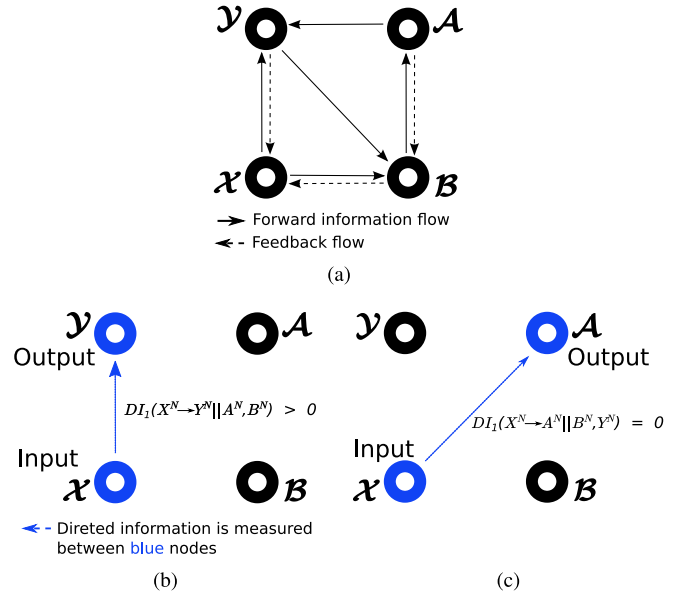 𝒴 𝒜
𝒳 ℬ
Forward information flow
Feedback flow
(a)
𝒴 𝒜 𝒴 𝒜
Output Output
DI₁(Xᴺ→Yᴺ||Aᴺ,Bᴺ) > 0
DI₁(Xᴺ→Aᴺ||Bᴺ,Yᴺ) = 0
Input Input
𝒳 ℬ 𝒳 ℬ
Direted information is measured
between blue nodes
(b) (c)